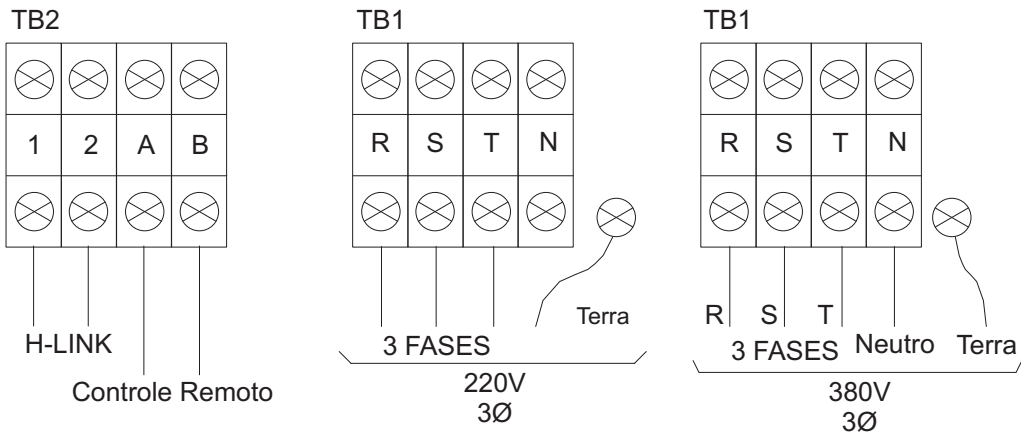 TB2
1 2 A B
H-LINK
Controle Remoto
TB1
R S T N
Terra
3 FASES
220V
3Ø
TB1
R S T N
R S T
3 FASES Neutro Terra
380V
3Ø